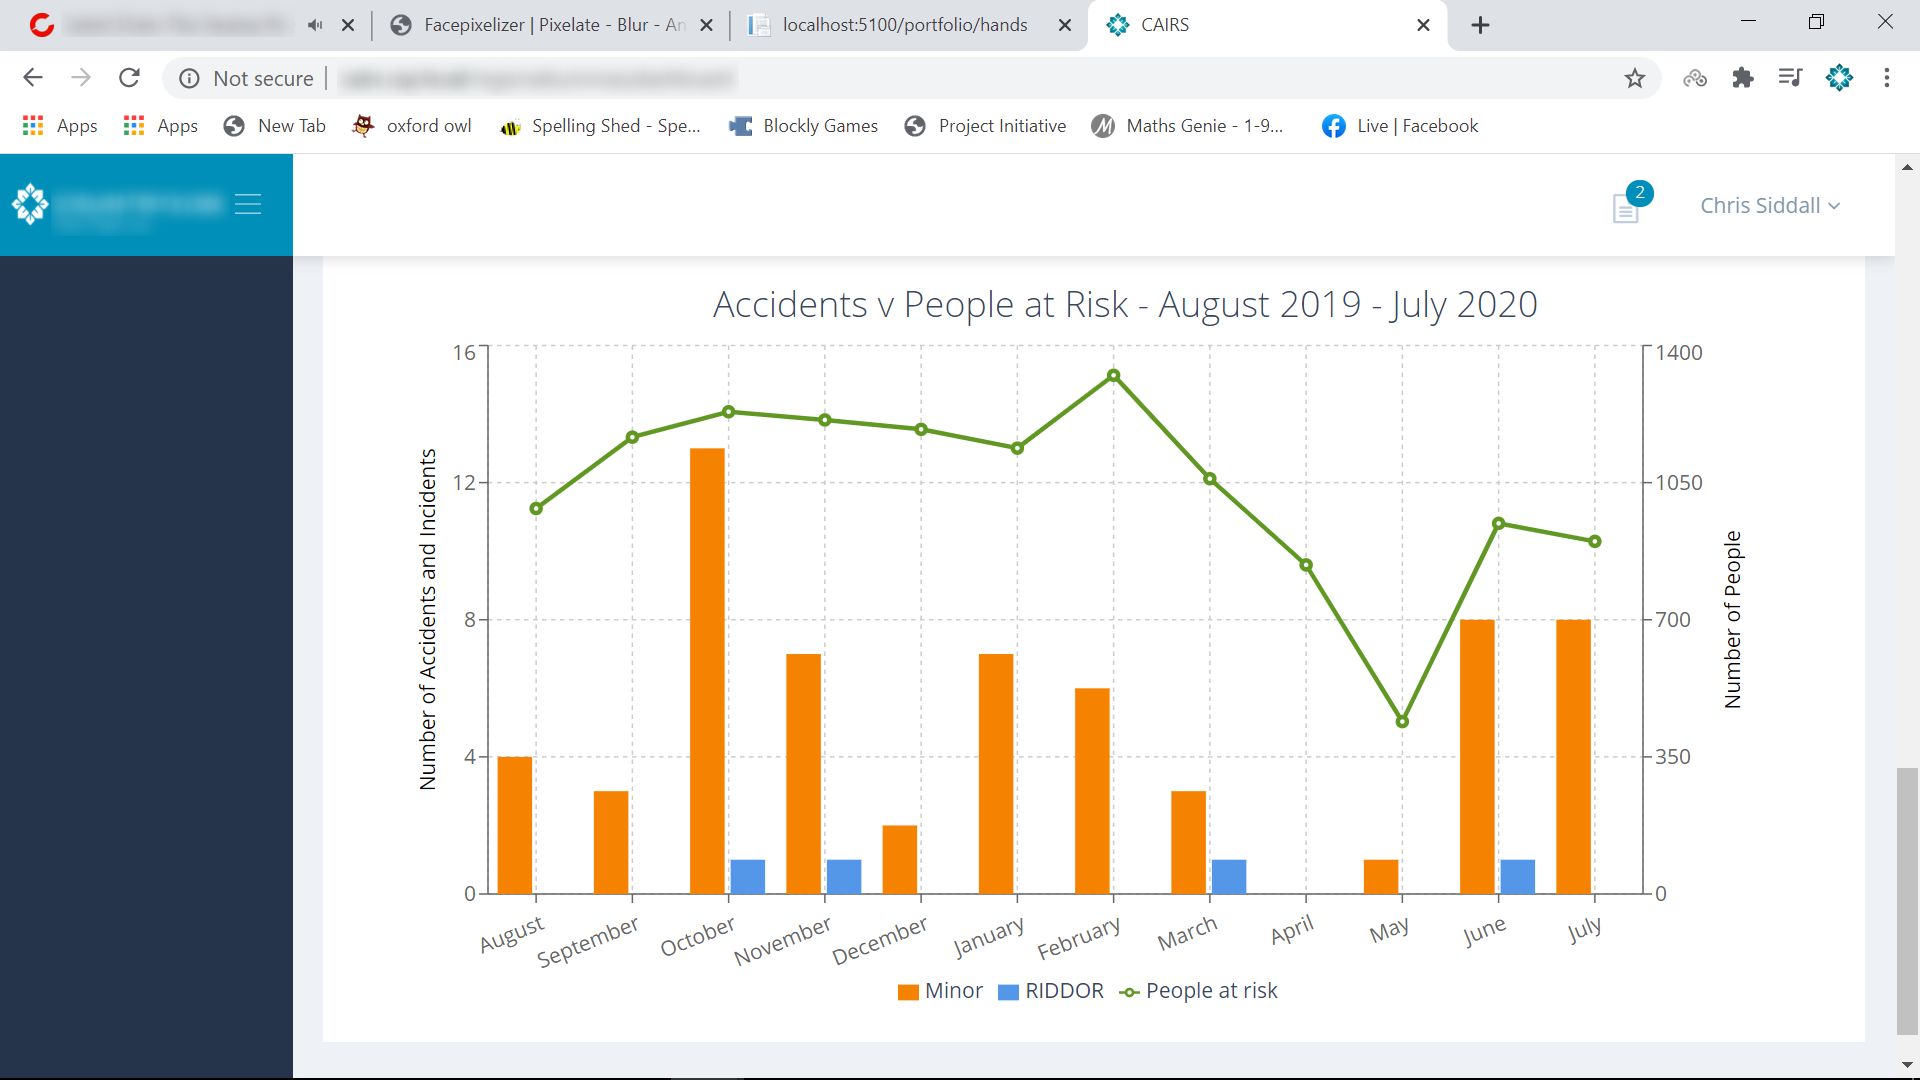 Facepixelizer | Pixelate - Blur - An
localhost:5100/portfolio/hands
CAIRS
Not secure
Apps
Apps
New Tab
oxford owl
Spelling Shed - Spe...
Blockly Games
Project Initiative
Maths Genie - 1-9...
Live | Facebook
2
Chris Siddall
Accidents v People at Risk - August 2019 - July 2020
16
12
8
4
0
Number of Accidents and Incidents
1400
1050
700
350
0
Number of People
August
September
October
November
December
January
February
March
April
May
June
July
Minor
RIDDOR
People at risk